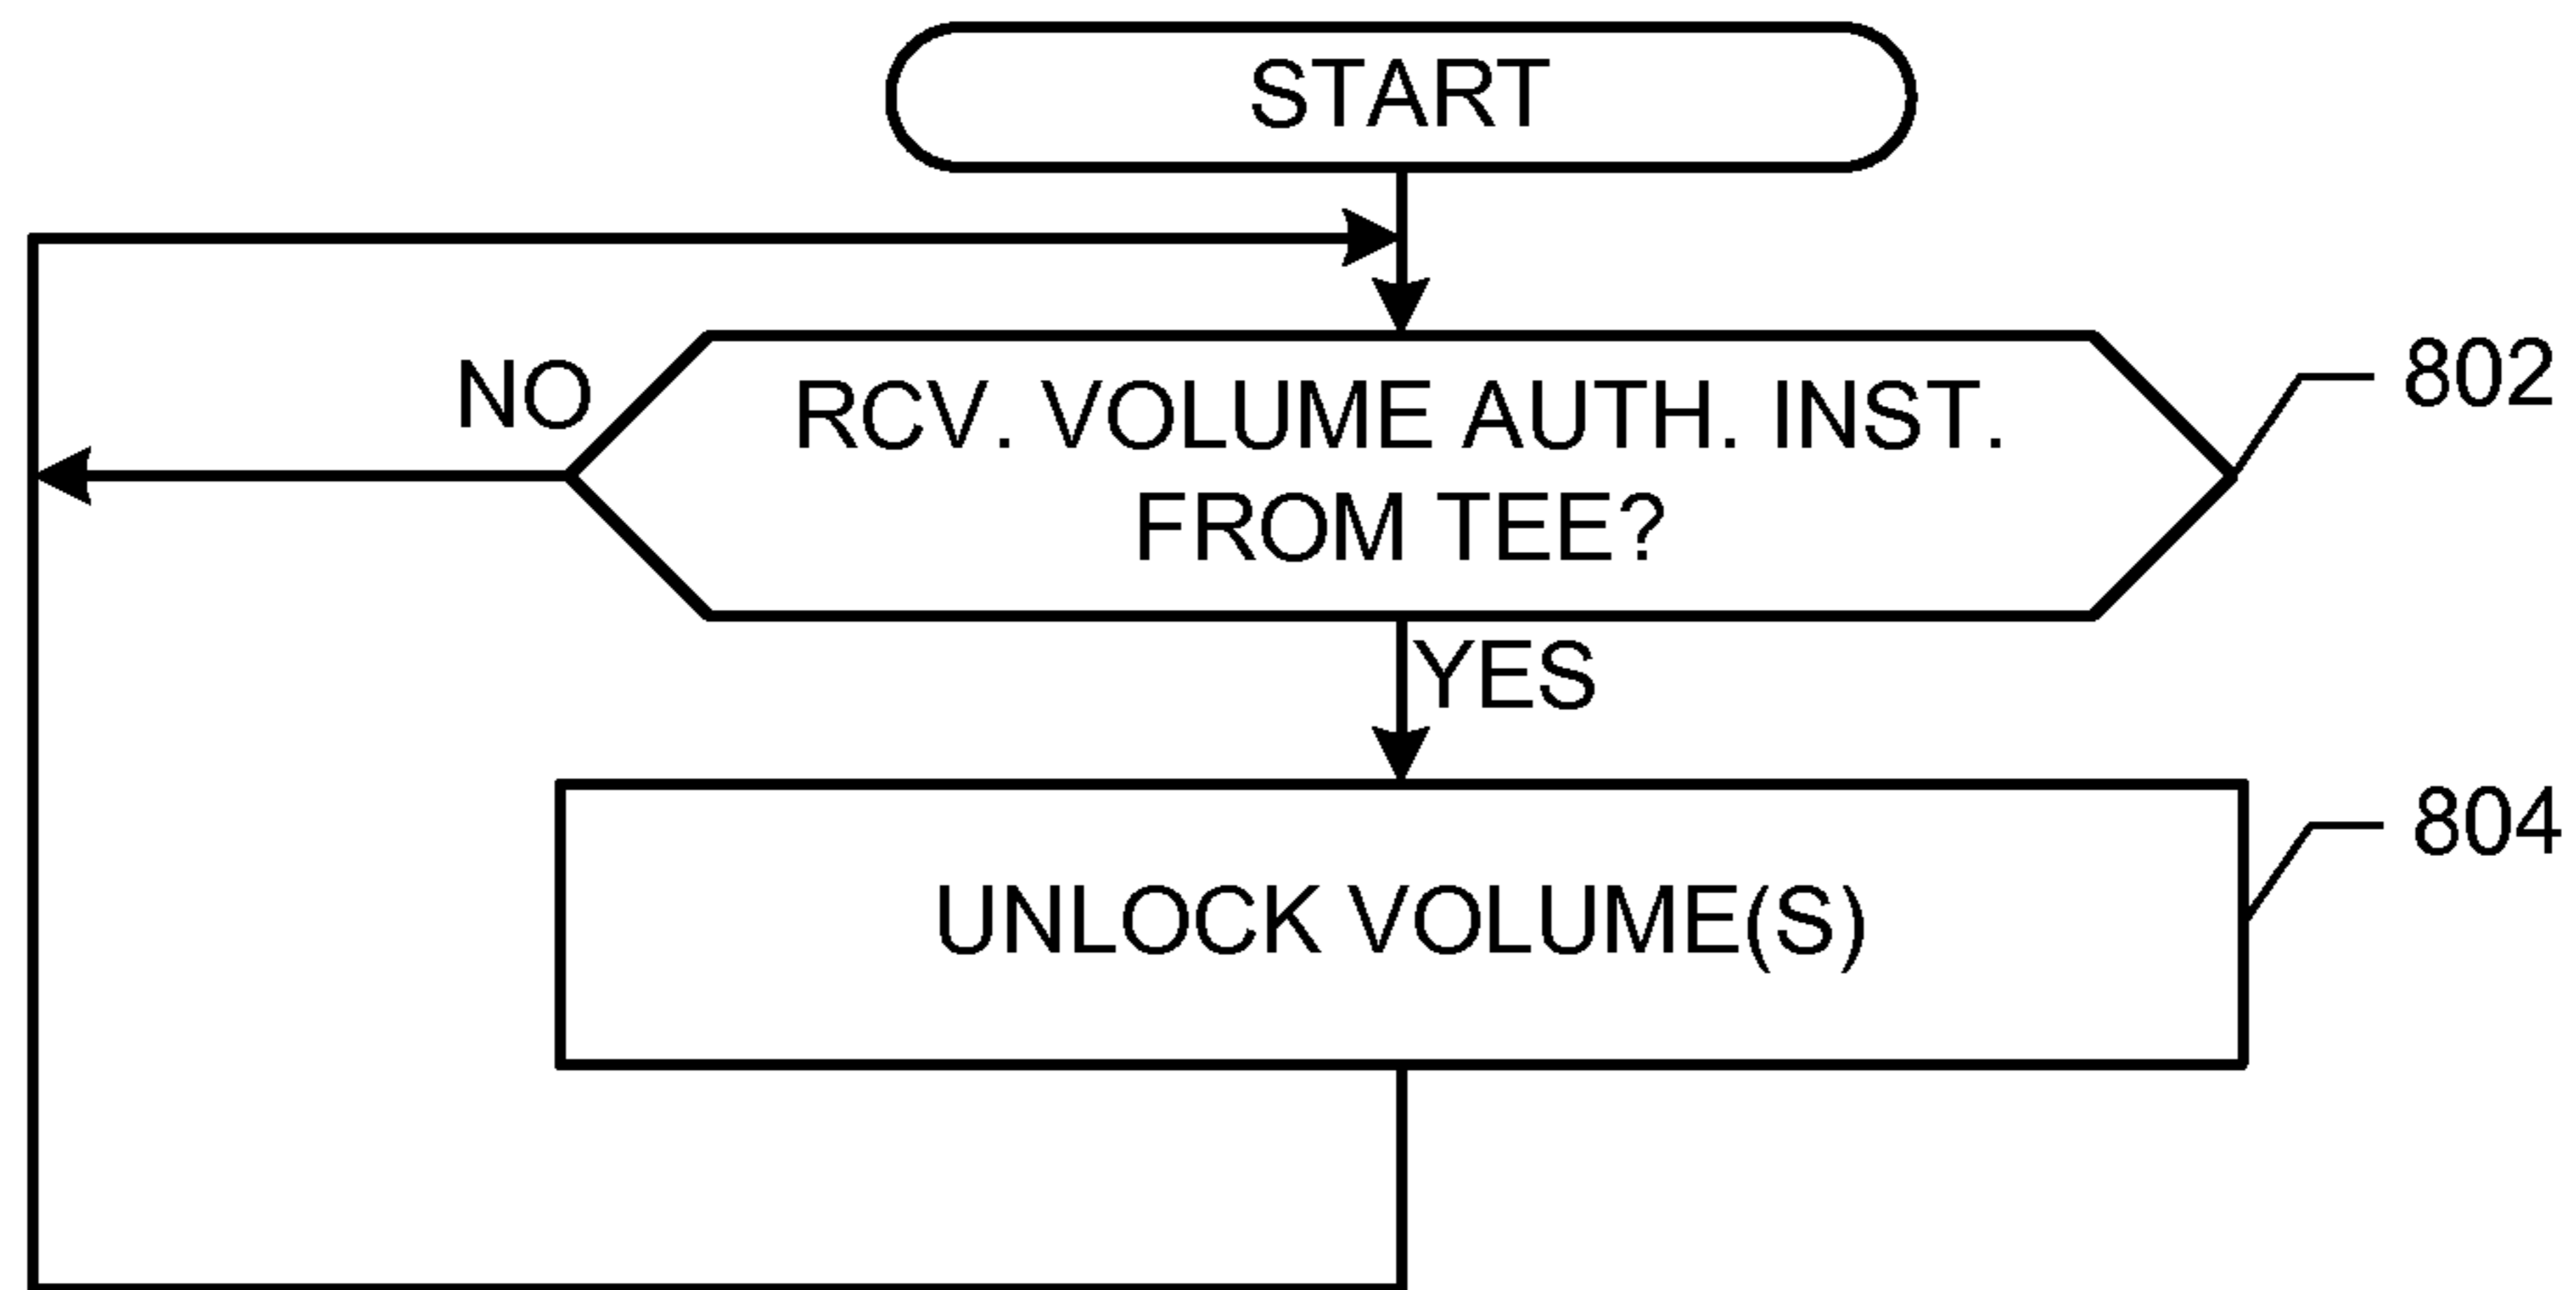 START
NO
802
RCV. VOLUME AUTH. INST.
FROM TEE?
YES
804
UNLOCK VOLUME(S)